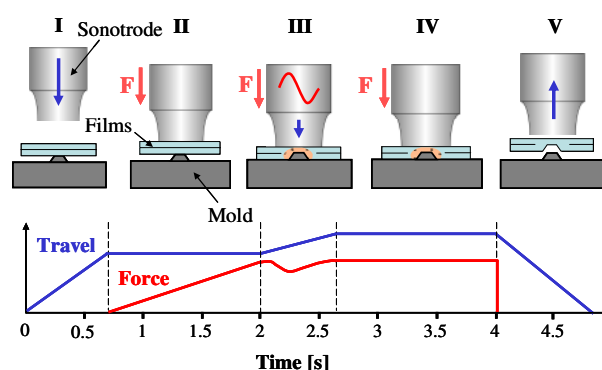 I II III IV V
Sonotrode
F F F
Films
Mold
Travel
Force
0 0.5 1 1.5 2 2.5 3 3.5 4 4.5
Time [s]